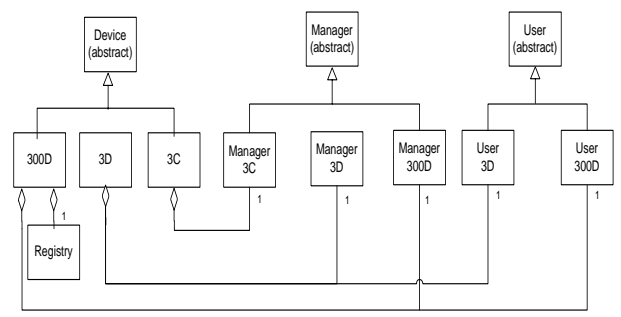 Device
(abstract)
Manager
(abstract)
User
(abstract)
300D
3D
3C
Manager
3C
Manager
3D
Manager
300D
User
3D
User
300D
1
1
1
1
1
1
Registry